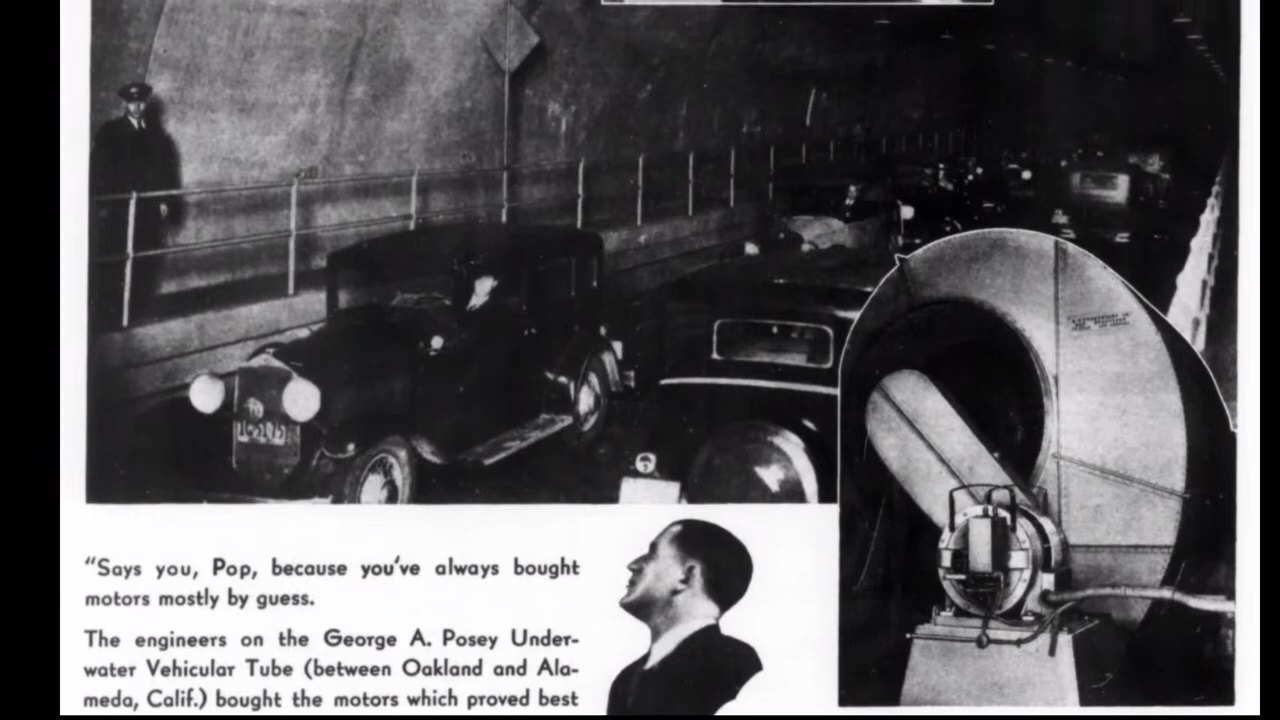 “Says you, Pop, because you’ve always bought
motors mostly by guess.
The engineers on the George A. Posey Under-
water Vehicular Tube (between Oakland and Ala-
meda, Calif.) bought the motors which proved best